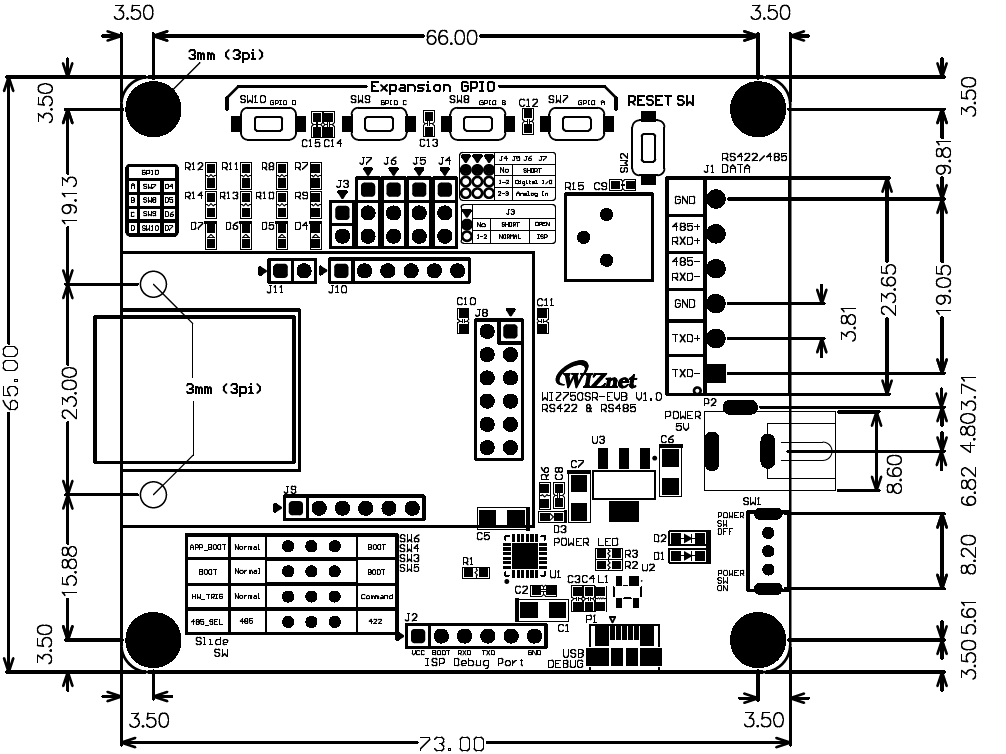 3.50
3.50
66.00
3mm (3pi)
Expansion GPIO
SW10 GPIO D
SW9 GPIO C
SW8 GPIO B
SW7 GPIO A
RESET SW
C15 C14
C13
C12
SW2
3.50
3.50
9.81
RS422/485
J1 DATA
GPIO
A SW7 D4
B SW8 D5
C SW9 D6
D SW10 D7
R12
R11
R8
R7
R14
R13
R10
R9
D7
D6
D5
D4
J7
J6
J5
J4
J3
J4 J5 J6 J7
No SHORT
1-2 Digital I/O
2-3 Analog In
J3
No SHORT OPEN
1-2 NORMAL ISP
R15
C9
GND
485+
RXD+
485-
RXD-
GND
TXD+
TXD-
19.13
23.65
19.05
3.81
J11
J10
C10
J8
C11
65.00
23.00
3mm (3pi)
WIZnet
WIZ750SR-EVB V1.0
RS422 & RS485
P2
POWER
5V
3.71
4.80
6.82
8.60
U3
C6
C7
R6
C8
D3
J9
C5
POWER LED
SW1
POWER
SW
OFF
POWER
SW
ON
8.20
D2
D1
APP_BOOT Normal BOOT
BOOT Normal BOOT
HW_TRIG Normal Command
485_SEL 485 422
SW6
SW4
SW3
SW5
Slide
SW
R1
U1
R3
R2
U2
C2
C3
C4
L1
C1
P1
J2
VCC BOOT RXD TXD GND
ISP Debug Port
USB
DEBUG
15.88
3.50
5.61
3.50
3.50
3.50
73.00